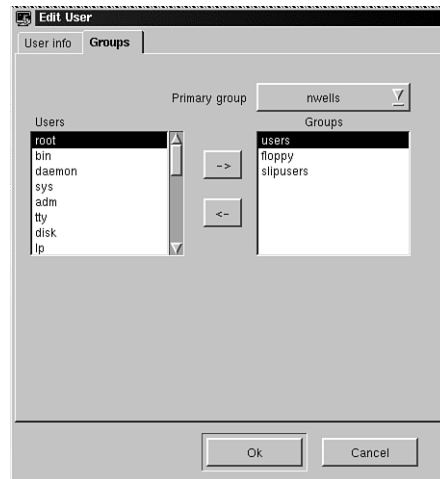 Edit User
User info
Groups
Primary group
nwells
Users
Groups
root
bin
daemon
sys
adm
tty
disk
lp
->
<-
users
floppy
slipusers
Ok
Cancel